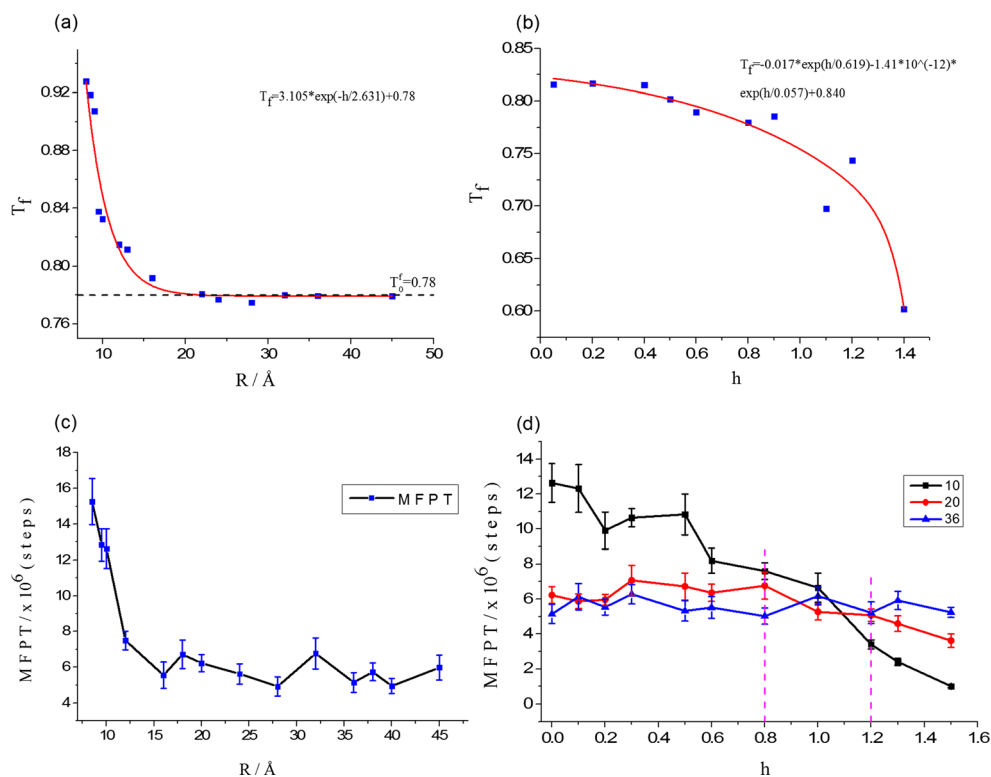 (a)
T_f
0.92
0.88
0.84
0.80
0.76
T_f=3.105*exp(-h/2.631)+0.78
T_0^f=0.78
10 20 30 40 50
R / Å
(b)
T_f
0.85
0.80
0.75
0.70
0.65
0.60
T_f=-0.017*exp(h/0.619)-1.41*10^(-12)*
exp(h/0.057)+0.840
0.0 0.2 0.4 0.6 0.8 1.0 1.2 1.4
h
(c)
MFPT/x 10^6 (steps)
18
16
14
12
10
8
6
4
MFPT
10 15 20 25 30 35 40 45
R / Å
(d)
MFPT/x 10^6 (steps)
14
12
10
8
6
4
2
0
10
20
36
0.0 0.2 0.4 0.6 0.8 1.0 1.2 1.4 1.6
h